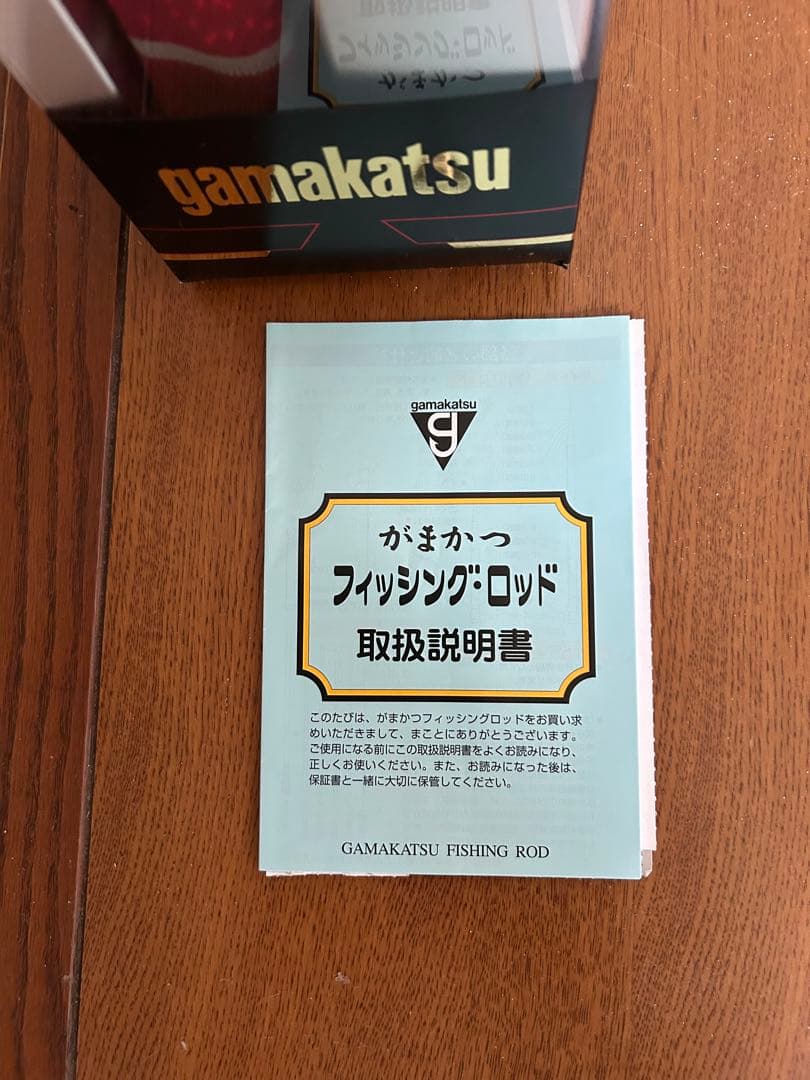 gamakatsu
gamakatsu
g
がまかつ
フィッシング・ロッド
取扱説明書
このたびは、がまかつフィッシングロッドをお買い求
めいただきまして、まことにありがとうございます。
ご使用になる前にこの取扱説明書をよくお読みになり、
正しくお使いください。また、お読みになった後は、
保証書と一緒に大切に保管してください。
GAMAKATSU FISHING ROD